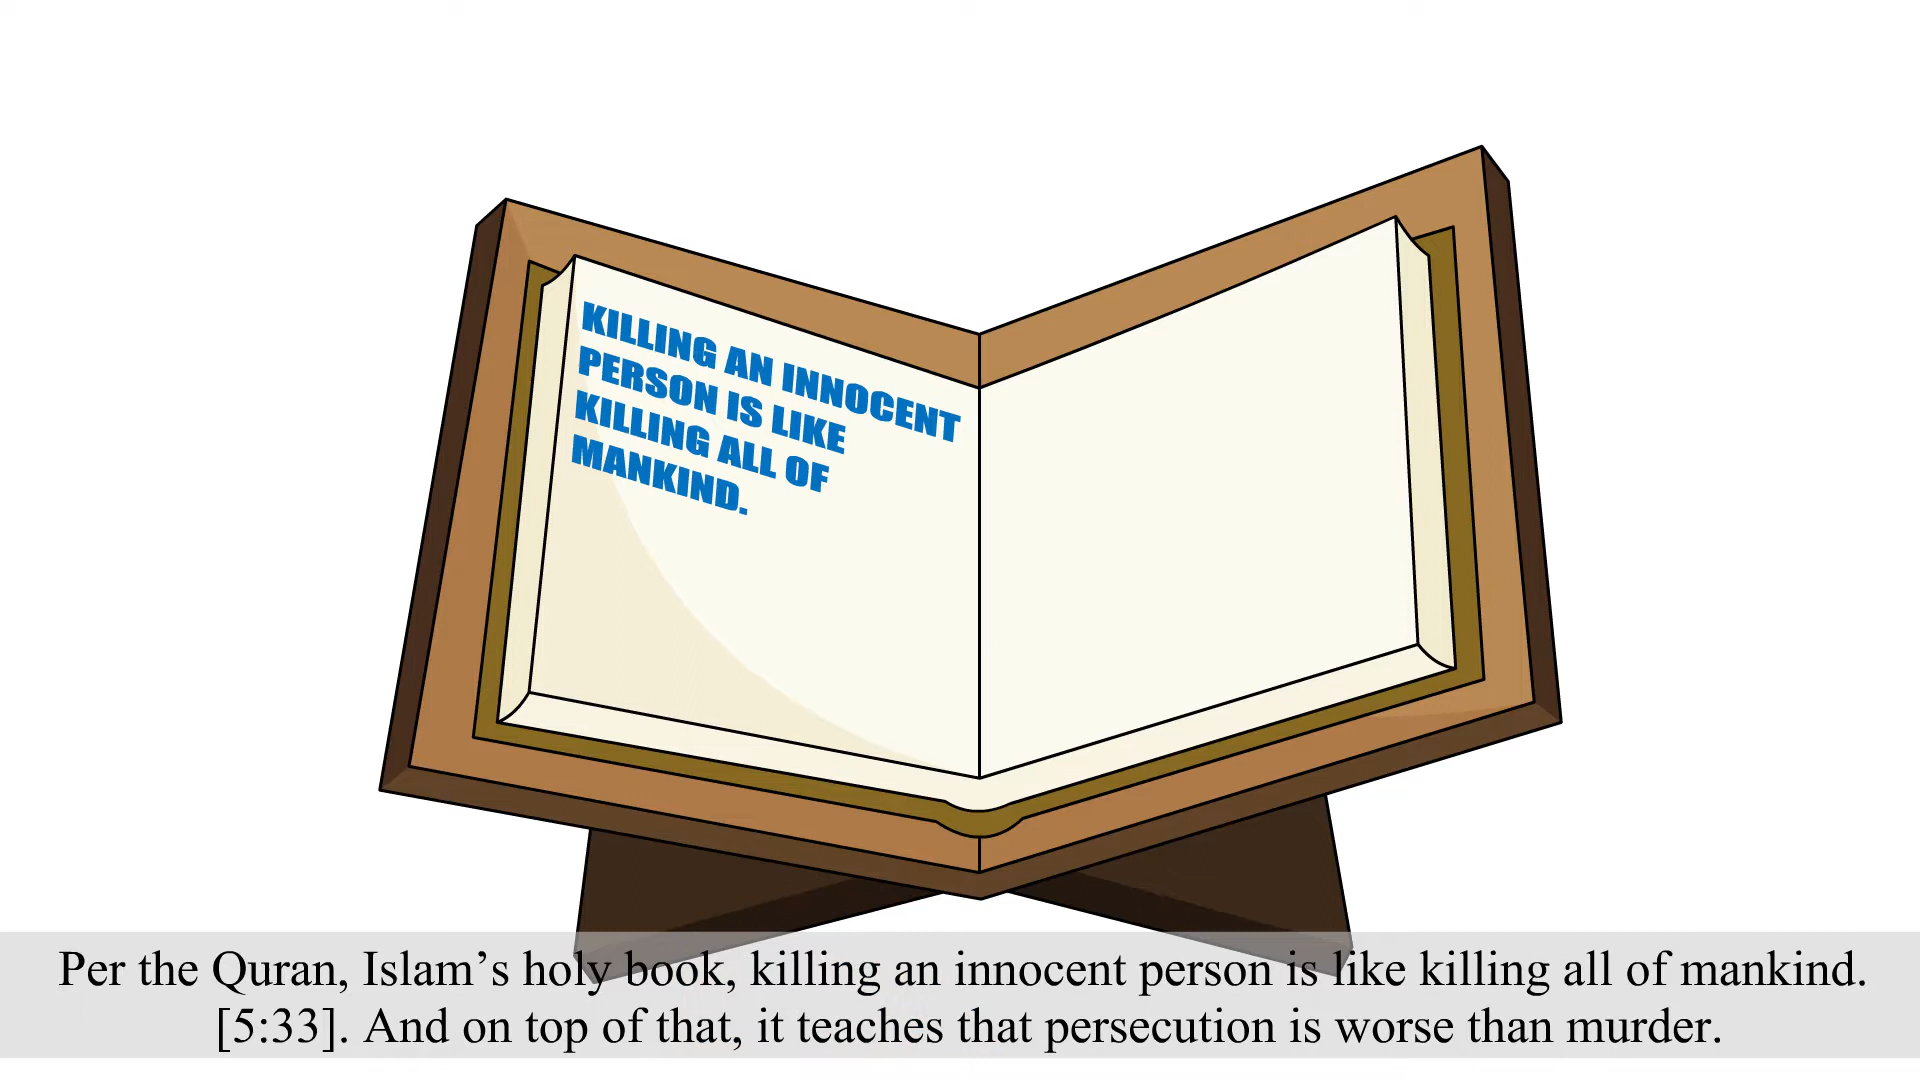 KILLING AN INNOCENT
PERSON IS LIKE
KILLING ALL OF
MANKIND.
Per the Quran, Islam’s holy book, killing an innocent person is like killing all of mankind.
[5:33]. And on top of that, it teaches that persecution is worse than murder.